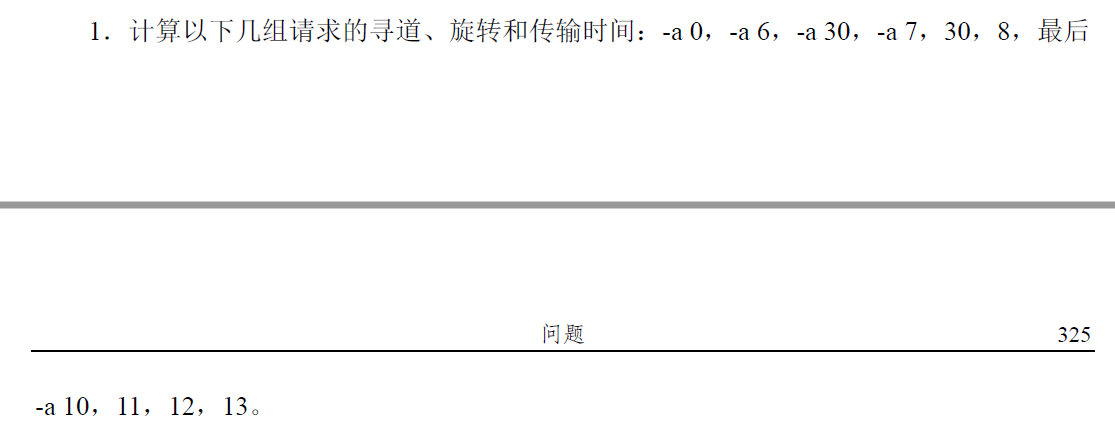 1．计算以下几组请求的寻道、旋转和传输时间：-a 0，-a 6，-a 30，-a 7，30，8，最后
问题 325
-a 10，11，12，13。